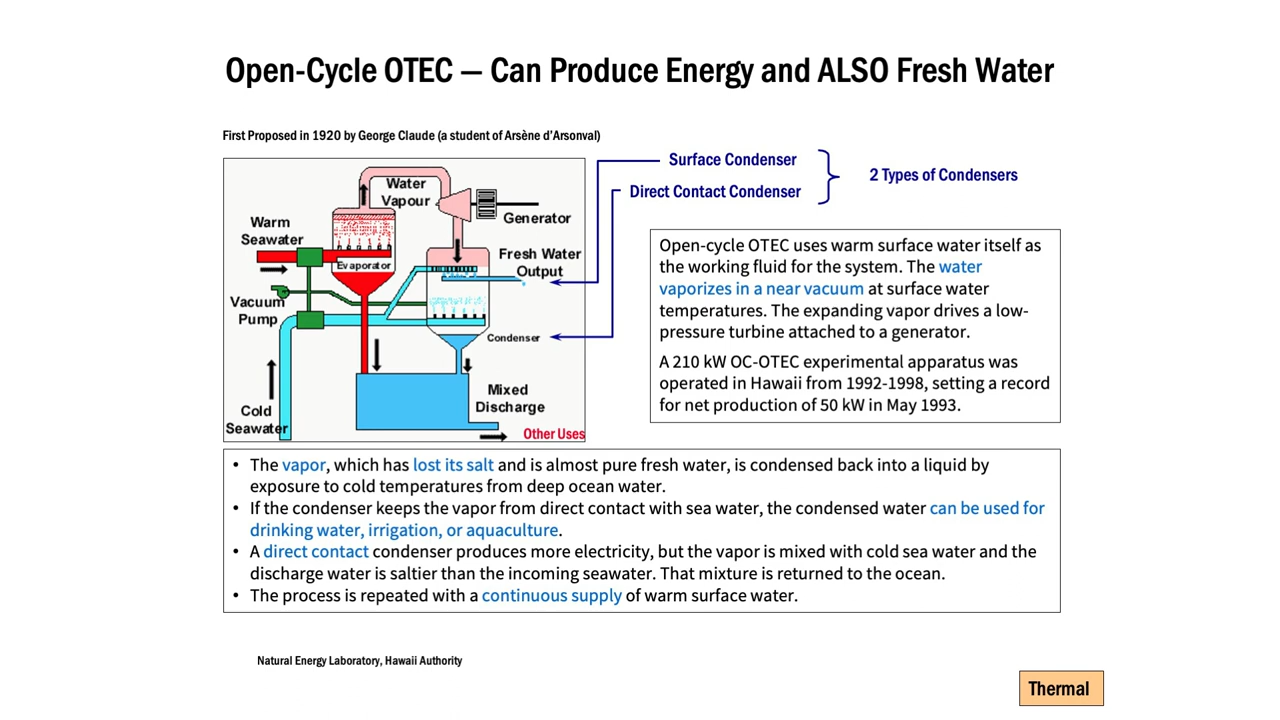 Open-Cycle OTEC — Can Produce Energy and ALSO Fresh Water
First Proposed in 1920 by George Claude (a student of Arsène d'Arsonval)
Surface Condenser
Direct Contact Condenser
2 Types of Condensers
Water
Vapour
Generator
Warm
Seawater
Evaporator
Fresh Water
Output
Vacuum
Pump
Condenser
Mixed
Discharge
Cold
Seawater
Other Uses
Open-cycle OTEC uses warm surface water itself as
the working fluid for the system. The water
vaporizes in a near vacuum at surface water
temperatures. The expanding vapor drives a low-
pressure turbine attached to a generator.
A 210 kW OC-OTEC experimental apparatus was
operated in Hawaii from 1992-1998, setting a record
for net production of 50 kW in May 1993.
• The vapor, which has lost its salt and is almost pure fresh water, is condensed back into a liquid by
exposure to cold temperatures from deep ocean water.
• If the condenser keeps the vapor from direct contact with sea water, the condensed water can be used for
drinking water, irrigation, or aquaculture.
• A direct contact condenser produces more electricity, but the vapor is mixed with cold sea water and the
discharge water is saltier than the incoming seawater. That mixture is returned to the ocean.
• The process is repeated with a continuous supply of warm surface water.
Natural Energy Laboratory, Hawaii Authority
Thermal